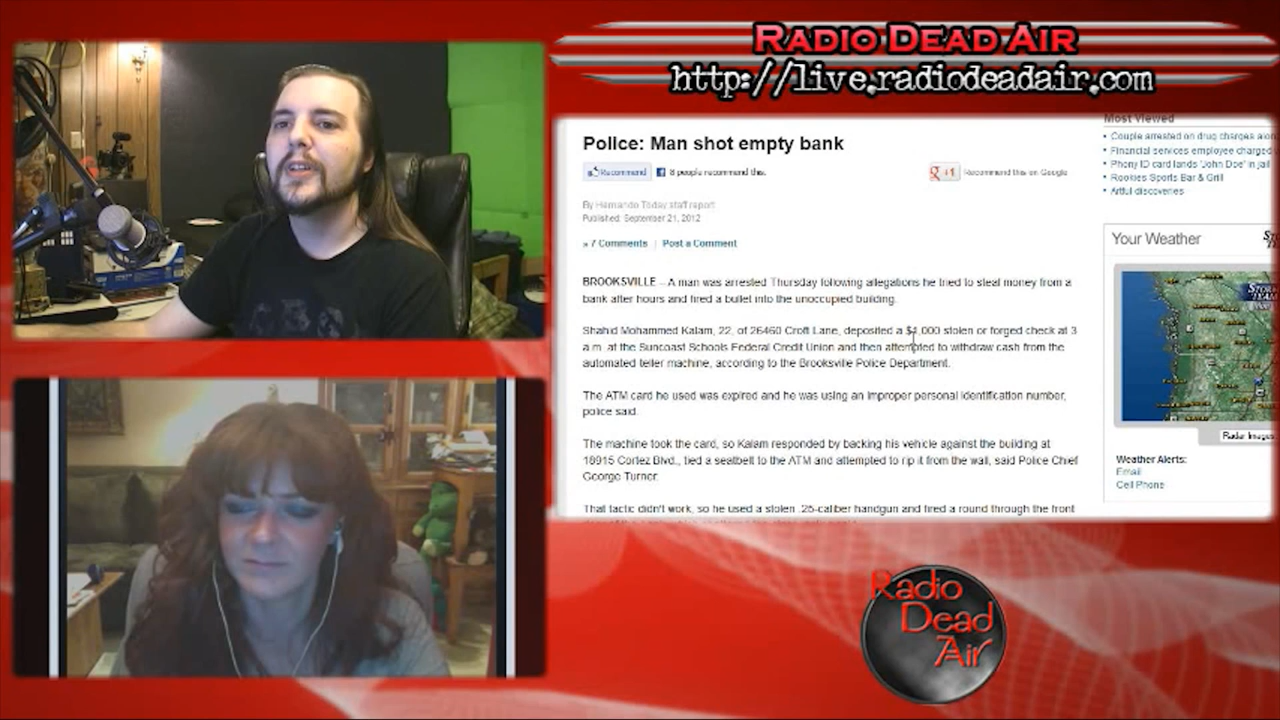 Radio Dead Air
http://live.radiodeadair.com
Police: Man shot empty bank
Recommend
8 people recommend this.
+1
Recommend this on Google
By Hernando Today staff report
Published: September 21, 2012
» 7 Comments | Post a Comment
BROOKSVILLE – A man was arrested Thursday following allegations he tried to steal money from a
bank after hours and fired a bullet into the unoccupied building.
Shahid Mohammed Kalam, 22, of 26460 Croft Lane, deposited a $1,000 stolen or forged check at 3
a.m. at the Suncoast Schools Federal Credit Union and then attempted to withdraw cash from the
automated teller machine, according to the Brooksville Police Department.
The ATM card he used was expired and he was using an improper personal identification number,
police said.
The machine took the card, so Kalam responded by backing his vehicle against the building at
18915 Cortez Blvd., tied a seatbelt to the ATM and attempted to rip it from the wall, said Police Chief
George Turner.
That tactic didn't work, so he used a stolen .25-caliber handgun and fired a round through the front
Most Viewed
Couple arrested on drug charges
Financial services employee charged
Phony ID card lands 'John Doe' in jail
Rookies Sports Bar & Grill
Artful discoveries
Your Weather
Radar Images
Weather Alerts:
Email
Cell Phone
Radio
Dead
Air